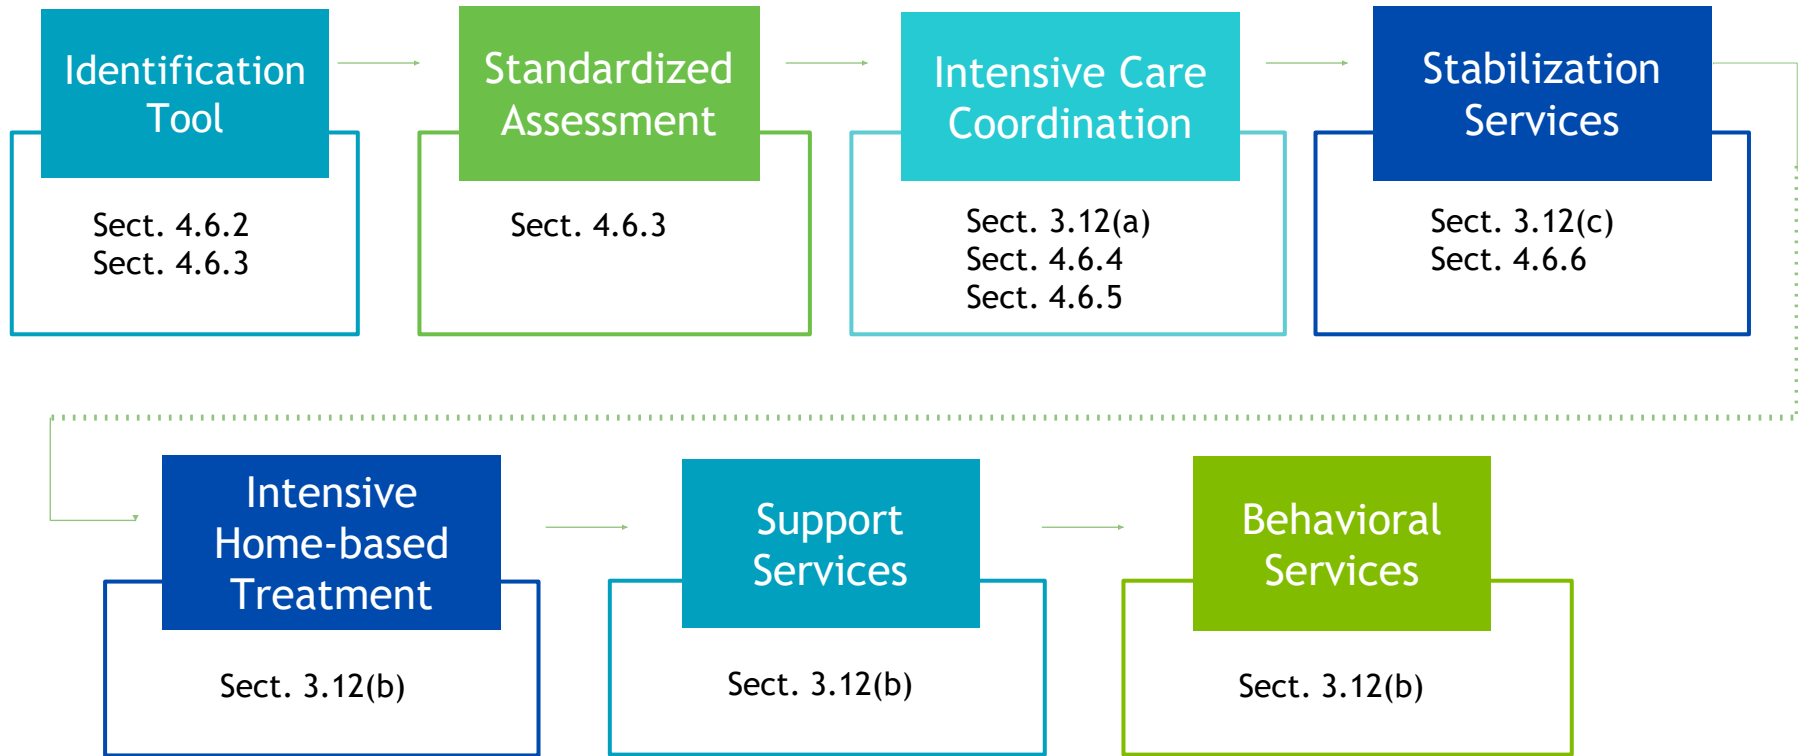 Identification
Tool
Sect. 4.6.2
Sect. 4.6.3
Standardized
Assessment
Sect. 4.6.3
Intensive Care
Coordination
Sect. 3.12(a)
Sect. 4.6.4
Sect. 4.6.5
Stabilization
Services
Sect. 3.12(c)
Sect. 4.6.6
Intensive
Home-based
Treatment
Sect. 3.12(b)
Support
Services
Sect. 3.12(b)
Behavioral
Services
Sect. 3.12(b)